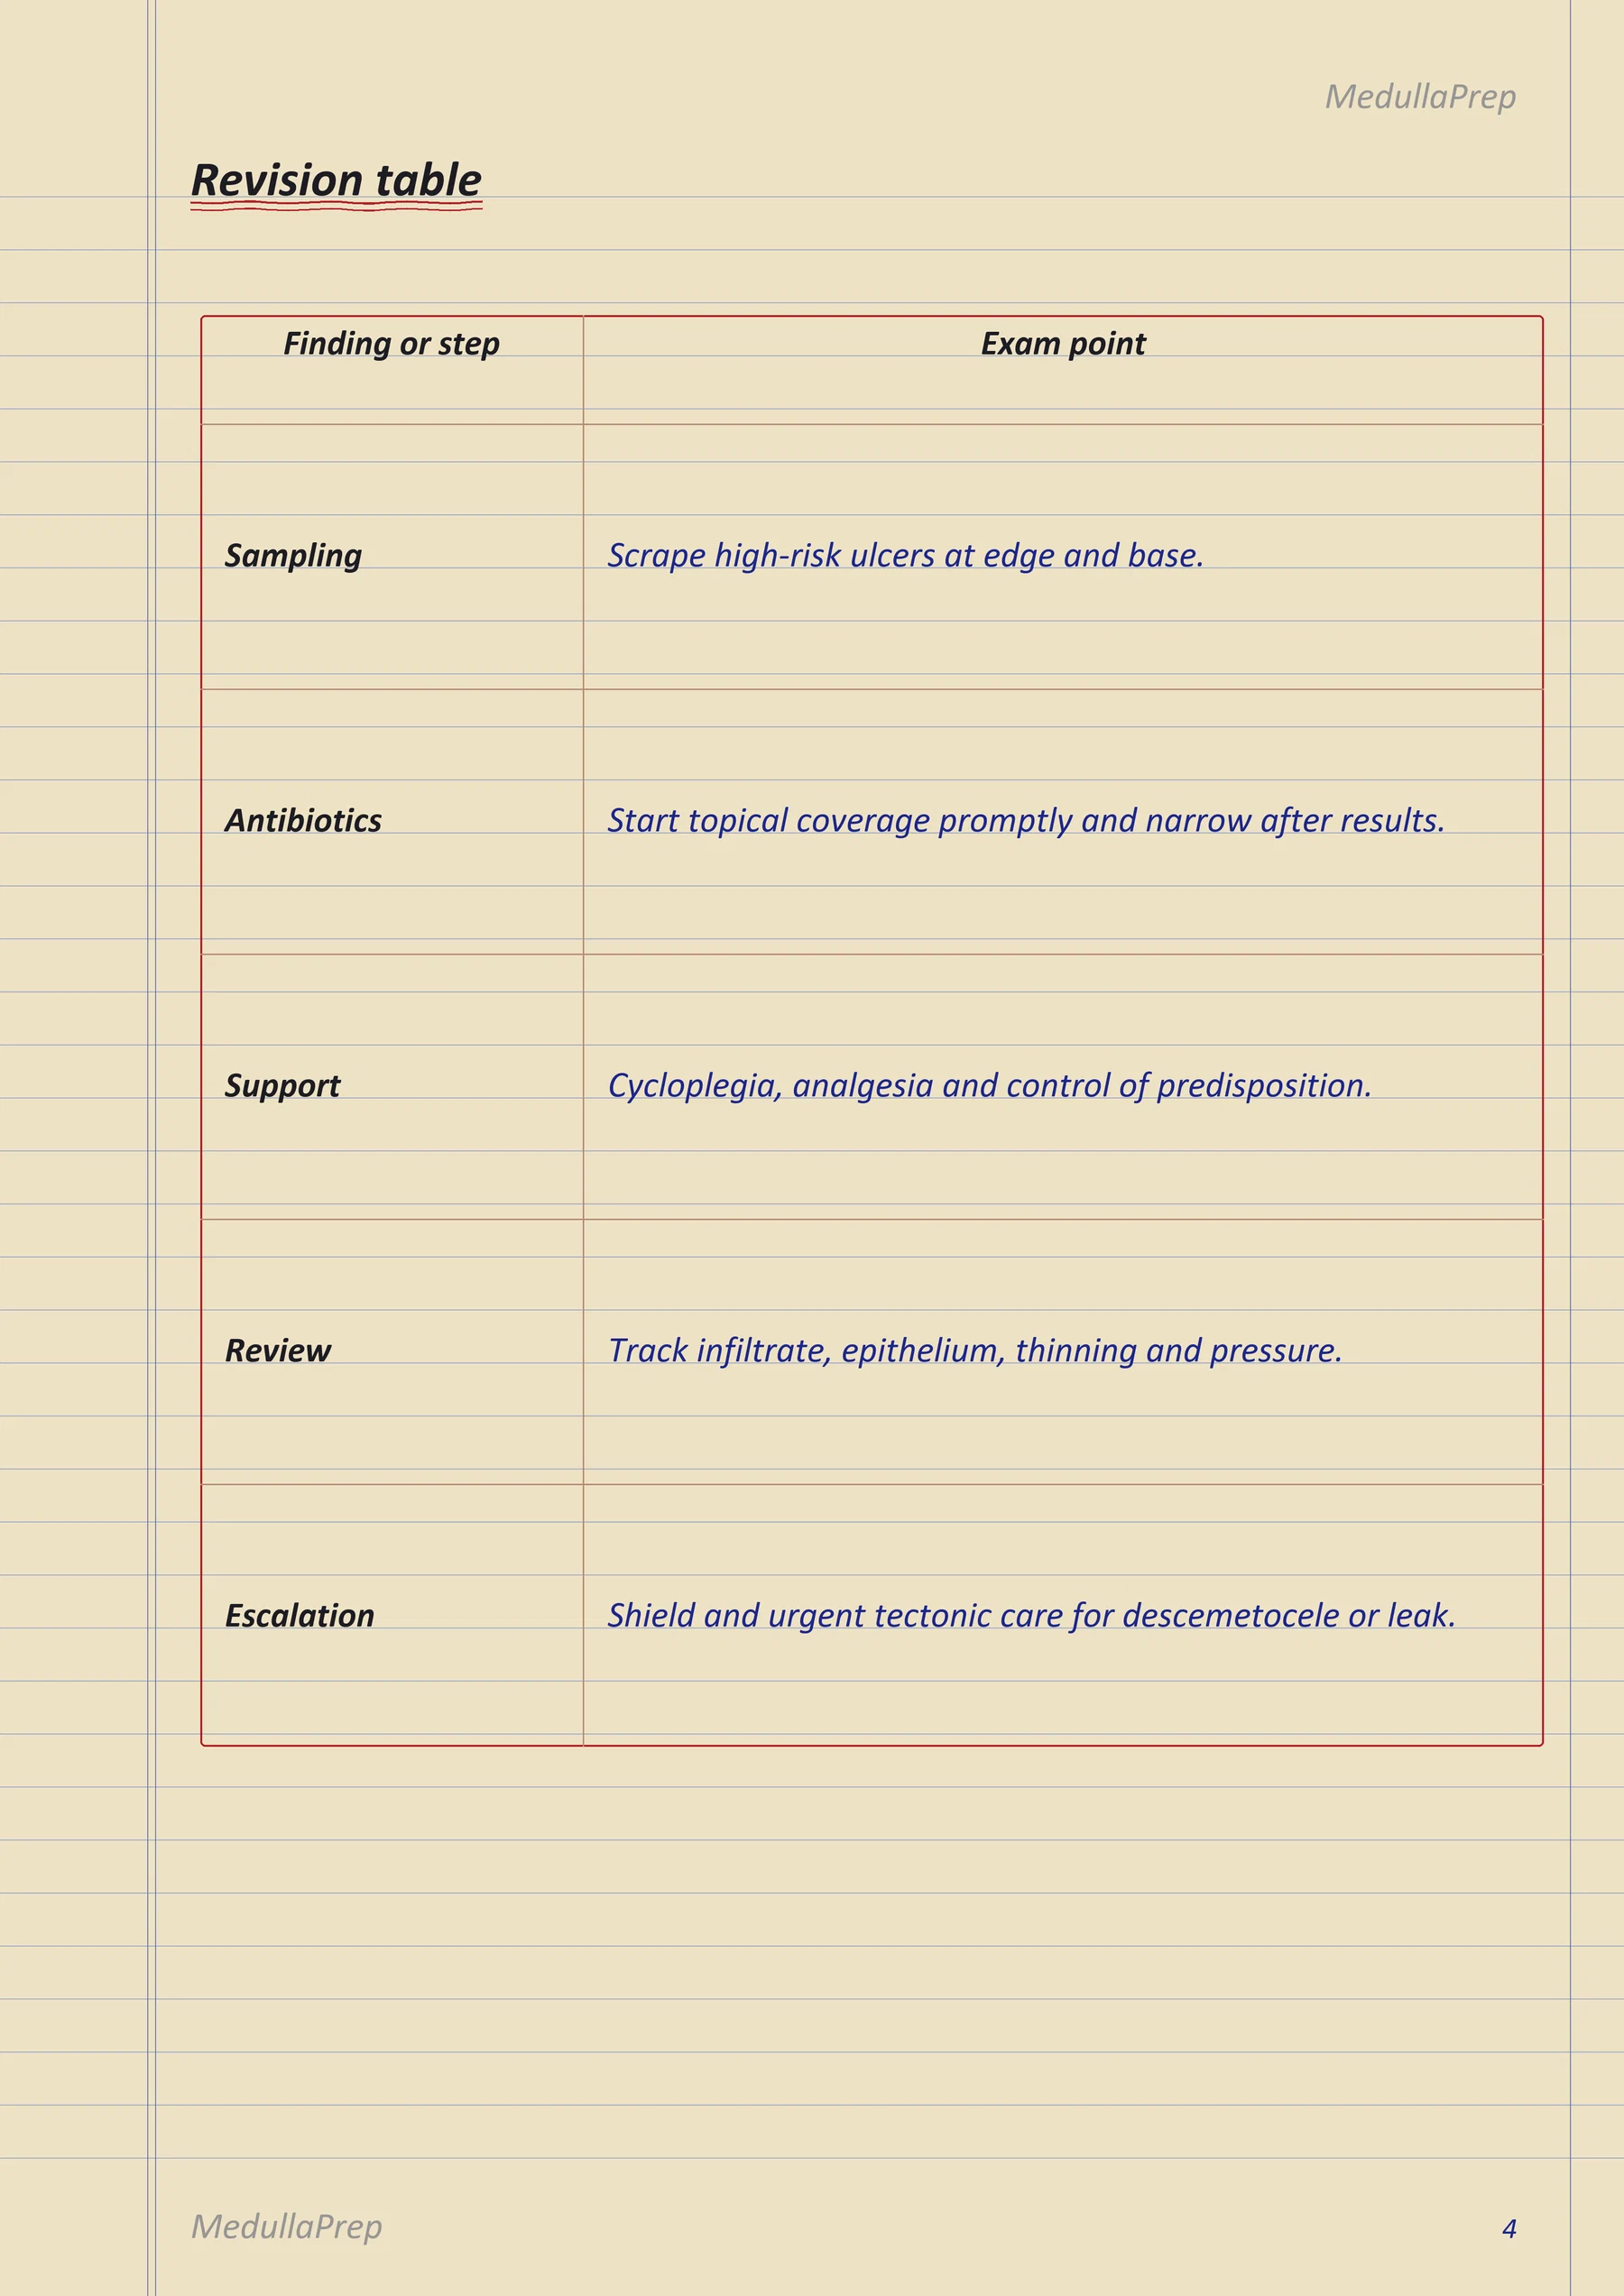 MedullaPrep
Revision table
Finding or step Exam point
Sampling Scrape high-risk ulcers at edge and base.
Antibiotics Start topical coverage promptly and narrow after results.
Support Cycloplegia, analgesia and control of predisposition.
Review Track infiltrate, epithelium, thinning and pressure.
Escalation Shield and urgent tectonic care for descemetocele or leak.
MedullaPrep 4